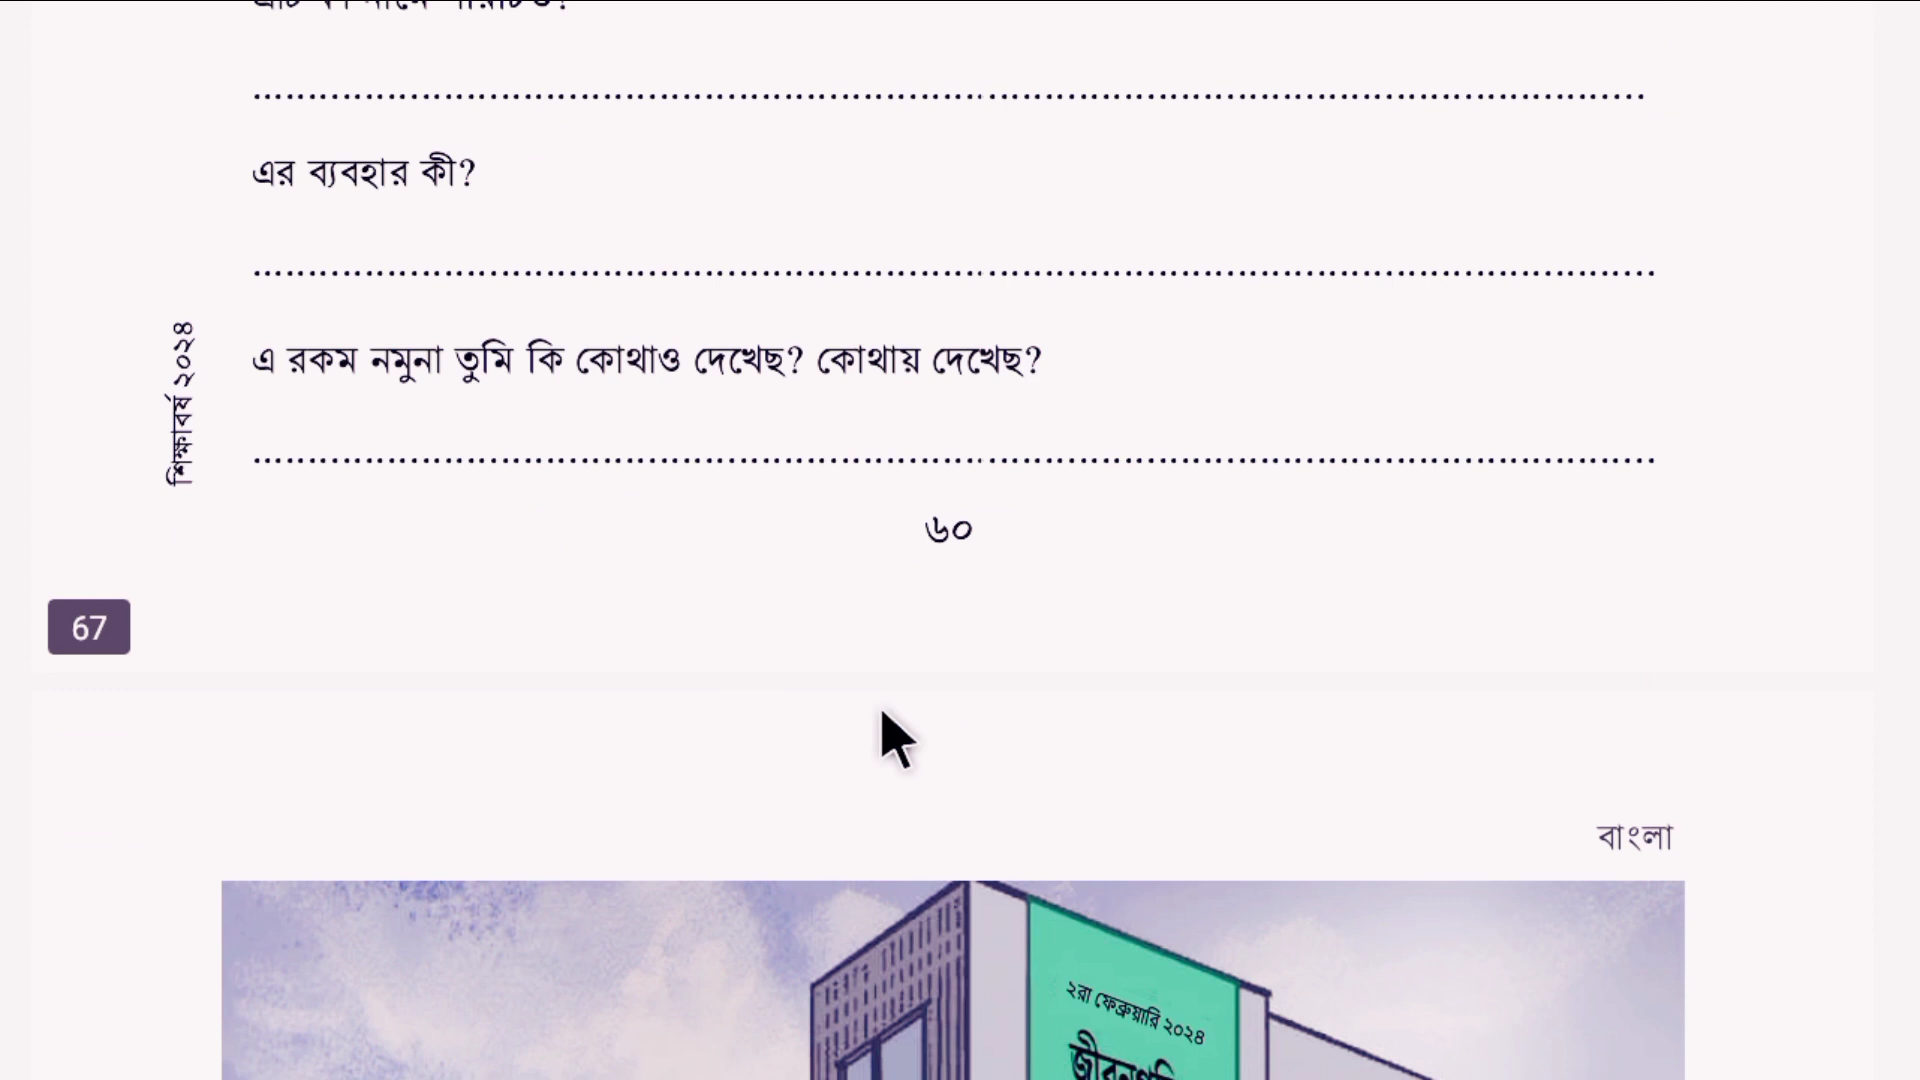 এর ব্যবহার কী?
এ রকম নমুনা তুমি কি কোথাও দেখেছ? কোথায় দেখেছ?
শিক্ষাবর্ষ ২০২৪
৬০
67
বাংলা
২রা ফেব্রুয়ারি ২০২৪